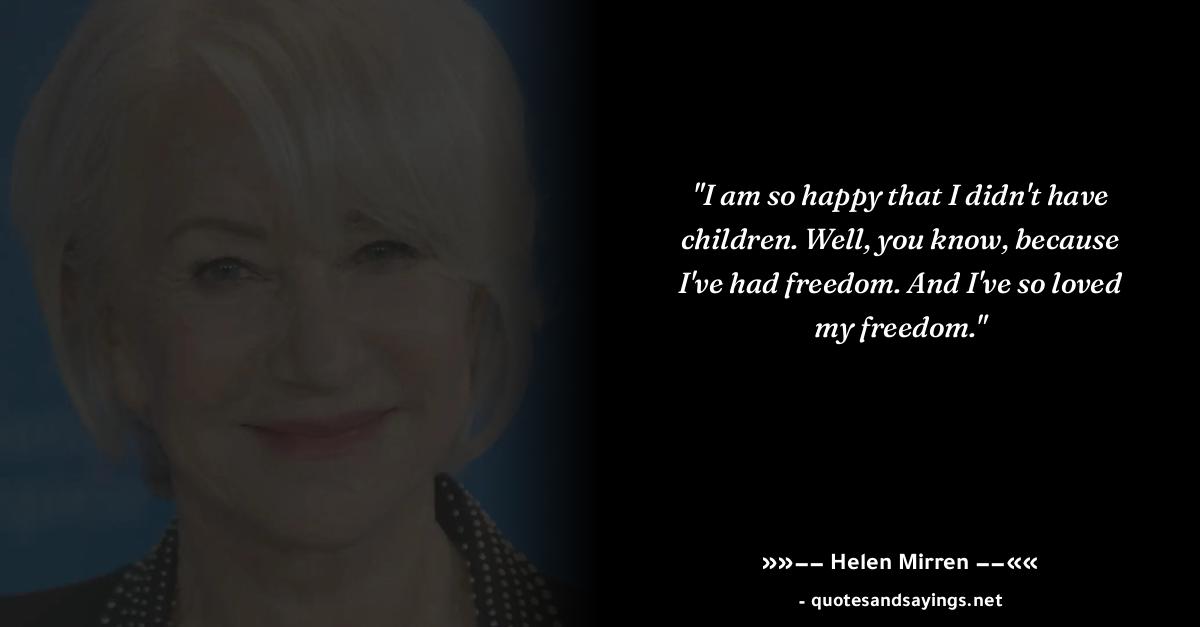 "I am so happy that I didn't have
children. Well, you know, because
I've had freedom. And I've so loved
my freedom."
»»−− Helen Mirren −−««
- quotesandsayings.net